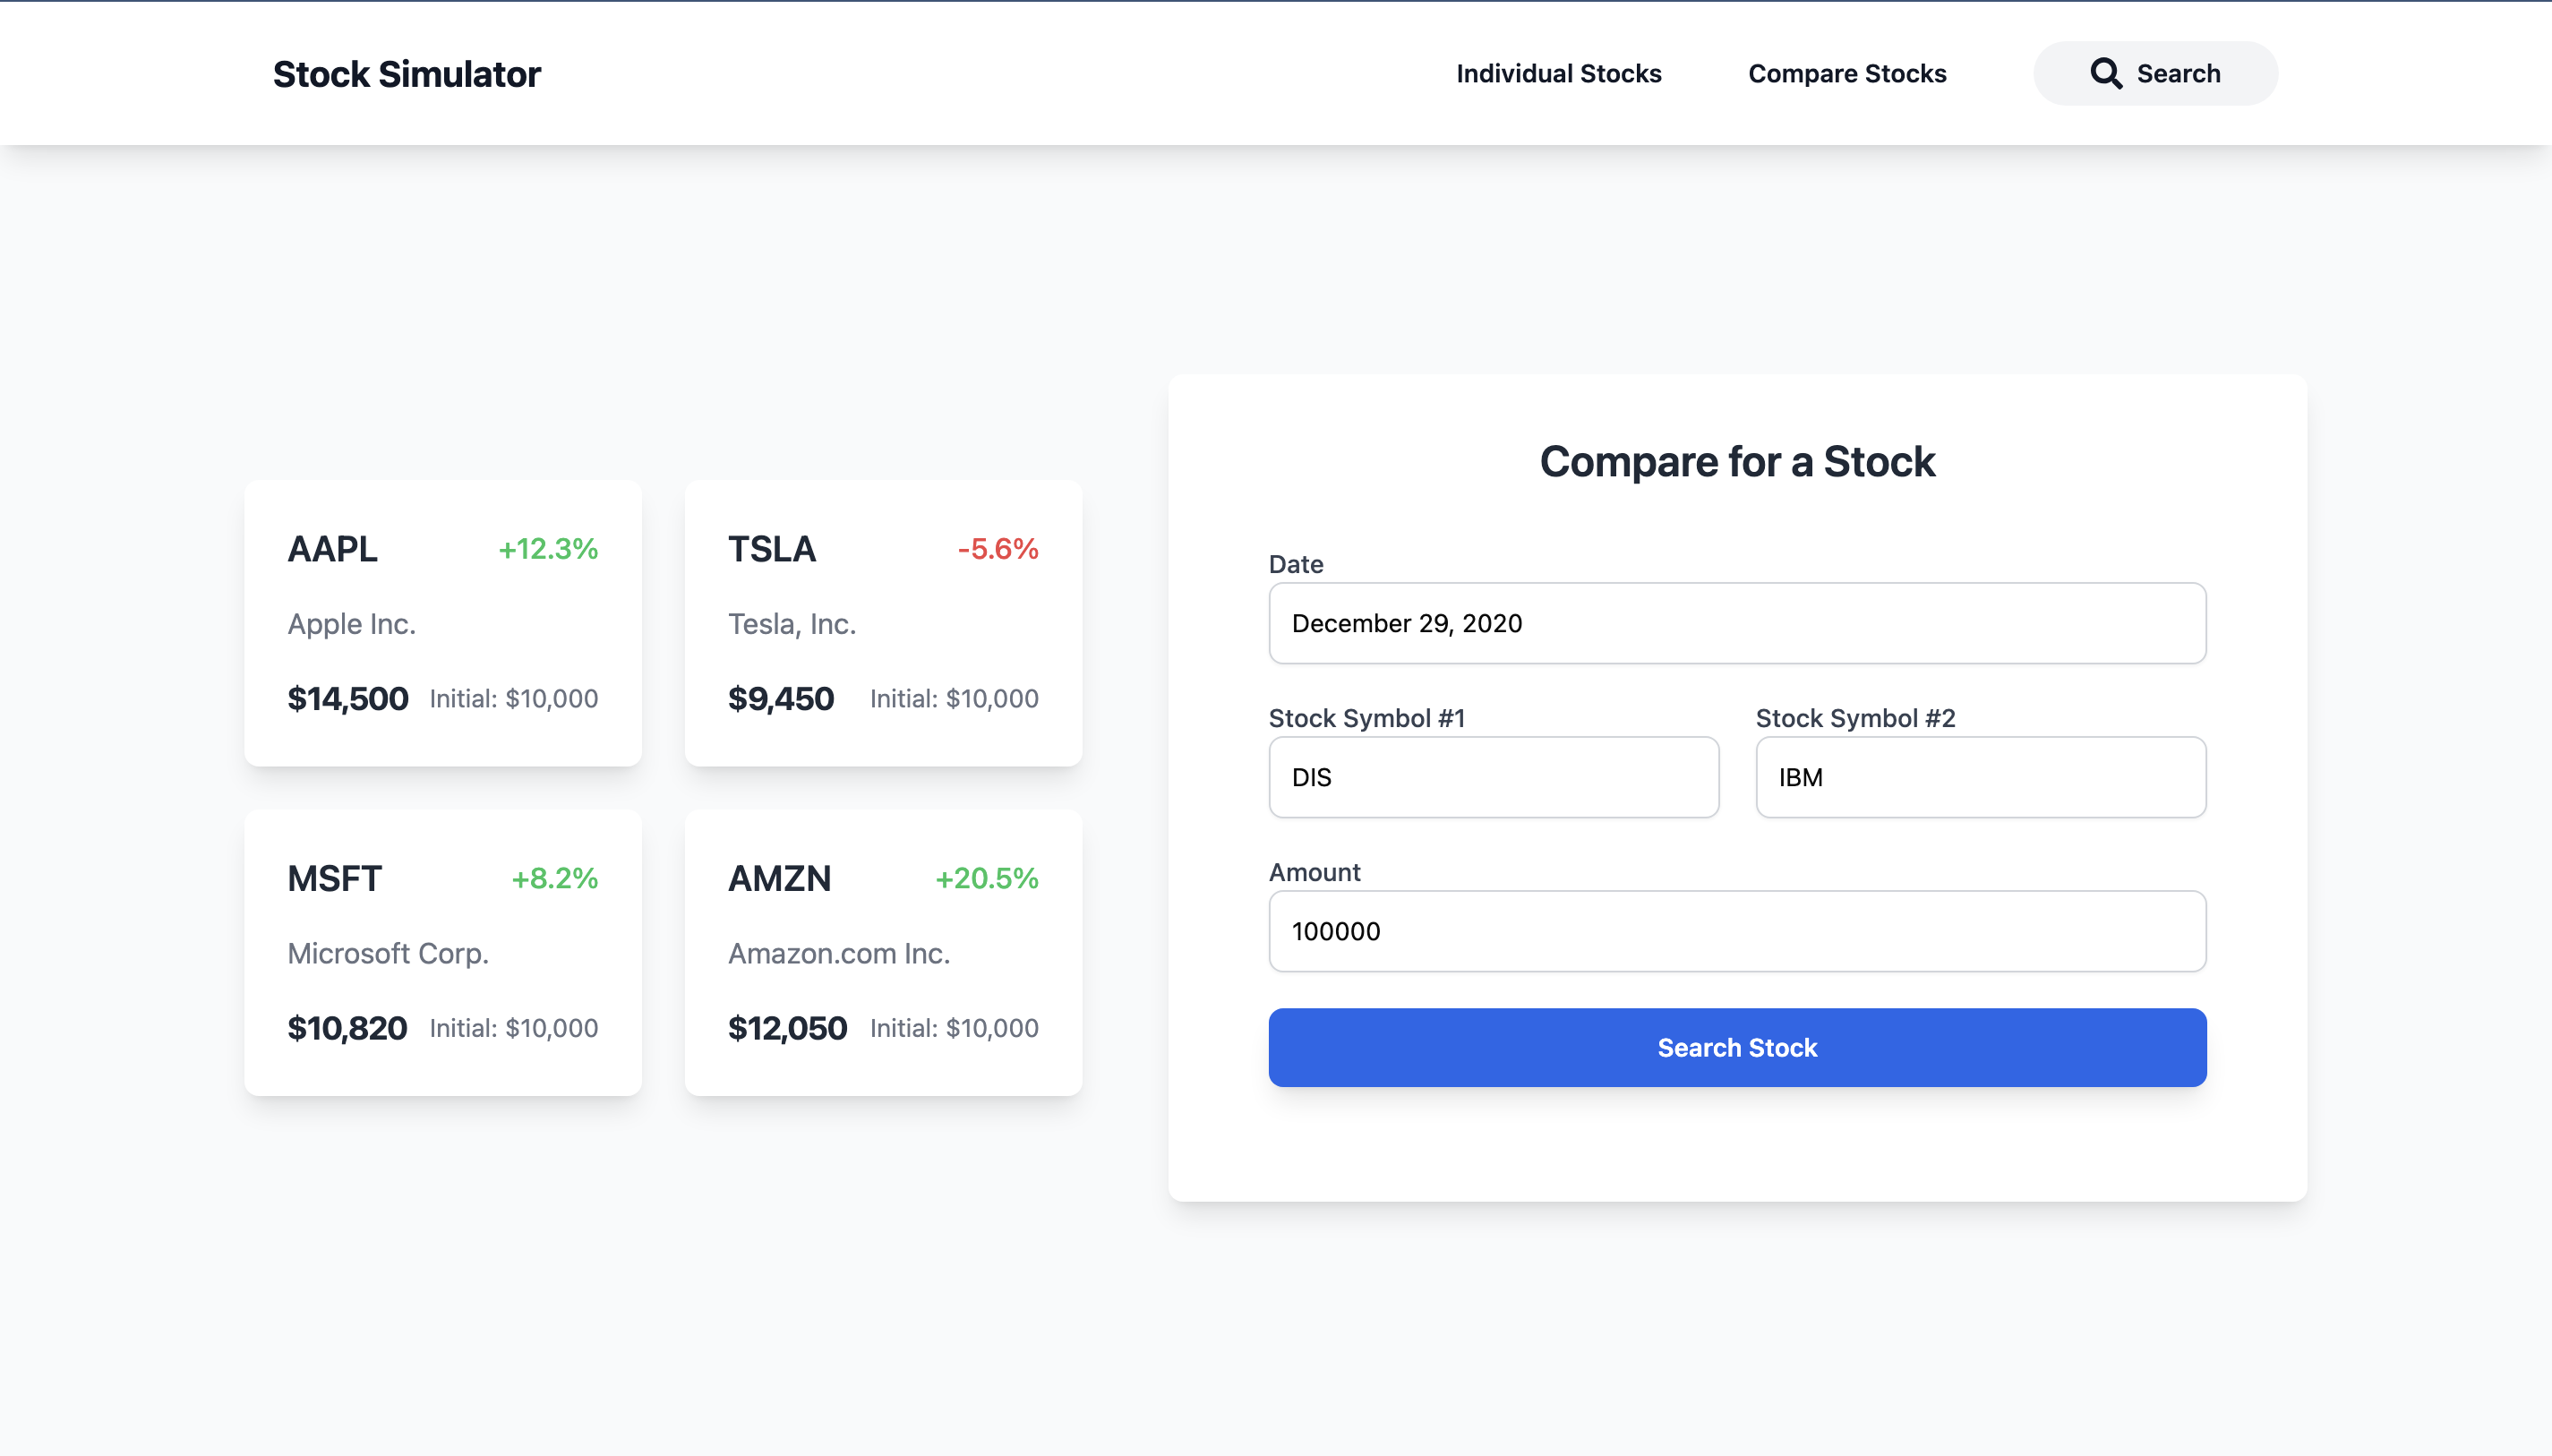 Stock Simulator
Individual Stocks
Compare Stocks
Search
AAPL +12.3%
Apple Inc.
$14,500 Initial: $10,000
TSLA -5.6%
Tesla, Inc.
$9,450 Initial: $10,000
MSFT +8.2%
Microsoft Corp.
$10,820 Initial: $10,000
AMZN +20.5%
Amazon.com Inc.
$12,050 Initial: $10,000
Compare for a Stock
Date
December 29, 2020
Stock Symbol #1
DIS
Stock Symbol #2
IBM
Amount
100000
Search Stock